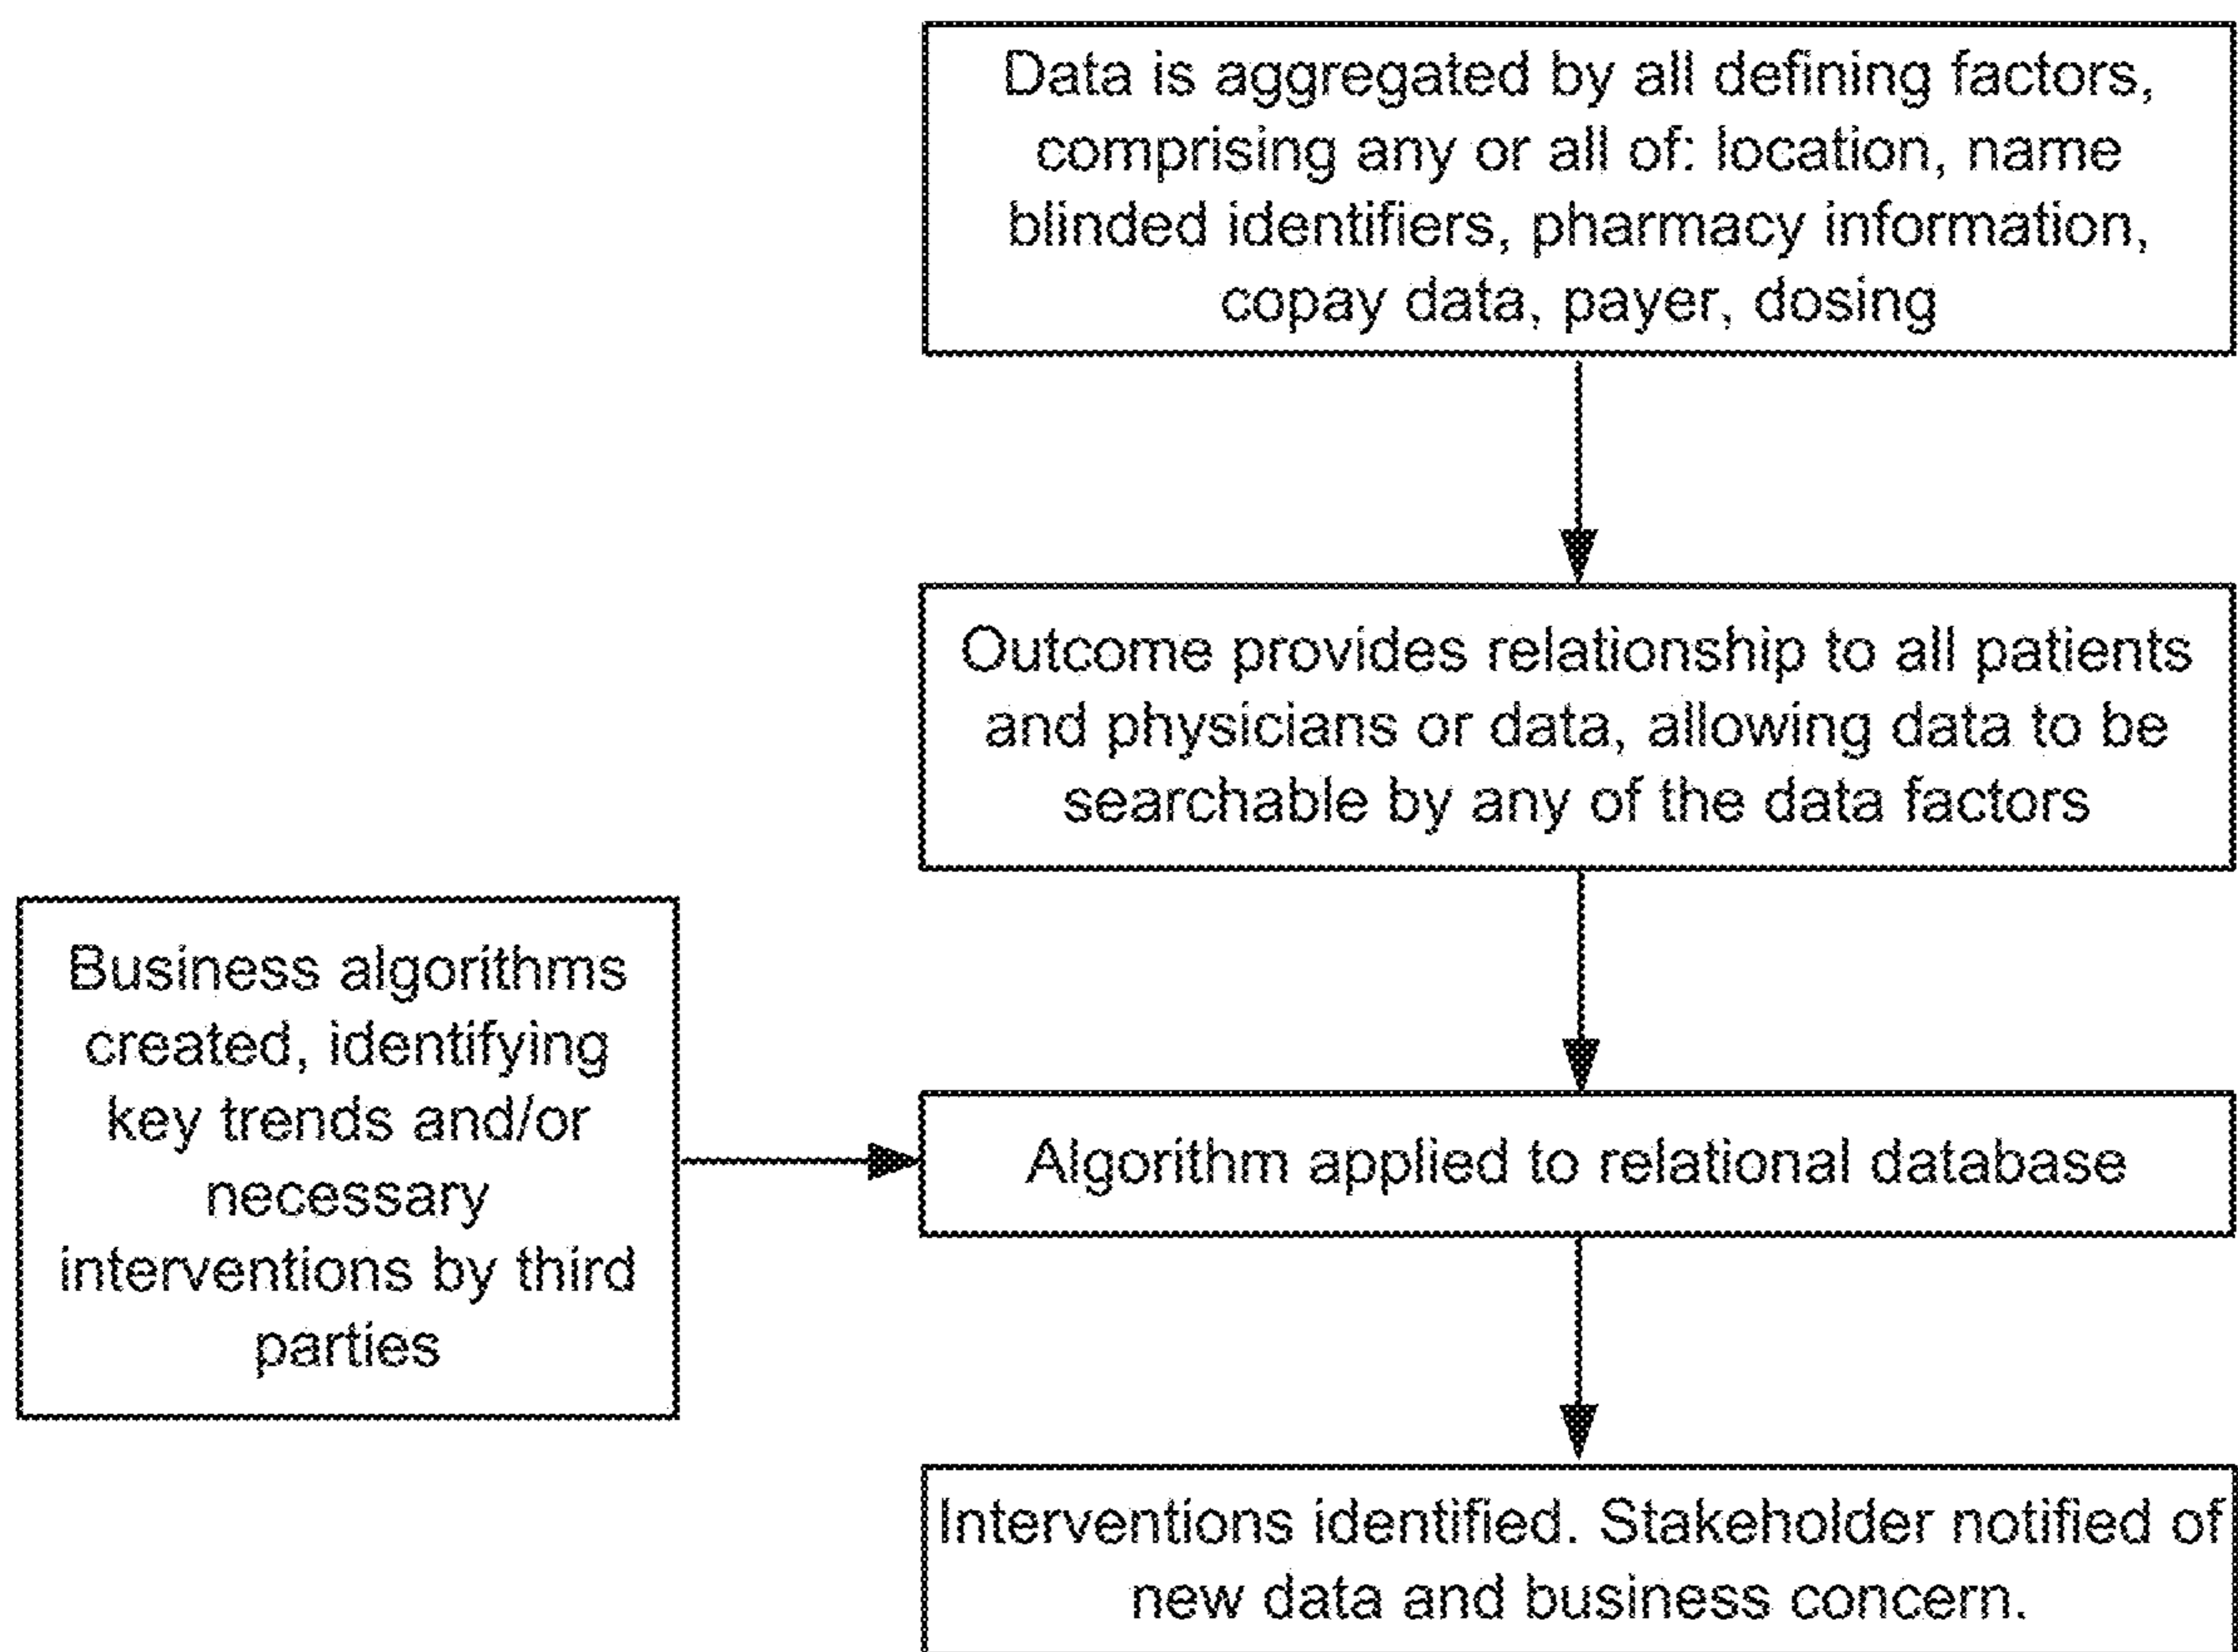 Data is aggregated by all defining factors,
comprising any or all of: location, name
blinded identifiers, pharmacy information,
copay data, payer, dosing
Outcome provides relationship to all patients
and physicians or data, allowing data to be
searchable by any of the data factors
Business algorithms
created, identifying
key trends and/or
necessary
interventions by third
parties
Algorithm applied to relational database
Interventions identified. Stakeholder notified of
new data and business concern.